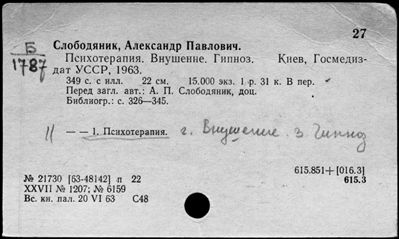 27
Б
1787
Слободяник, Александр Павлович.
Психотерапия. Внушение. Гипноз. Киев, Госмедиз-
дат УССР, 1963.
349 с. с илл. 22 см. 15.000 экз. 1 р. 31 к. В пер.
Перед загл. авт.: А. П. Слободяник, доц.
Библиогр.: с. 326—345.
— — 1. Психотерапия. 2. Внушение 3. Гипноз
№ 21730 [63-48142] п 22
XXVII № 1207; № 6159
Вс. кн. пал. 20 VI 63 С48
615.851+[016.3]
615.3